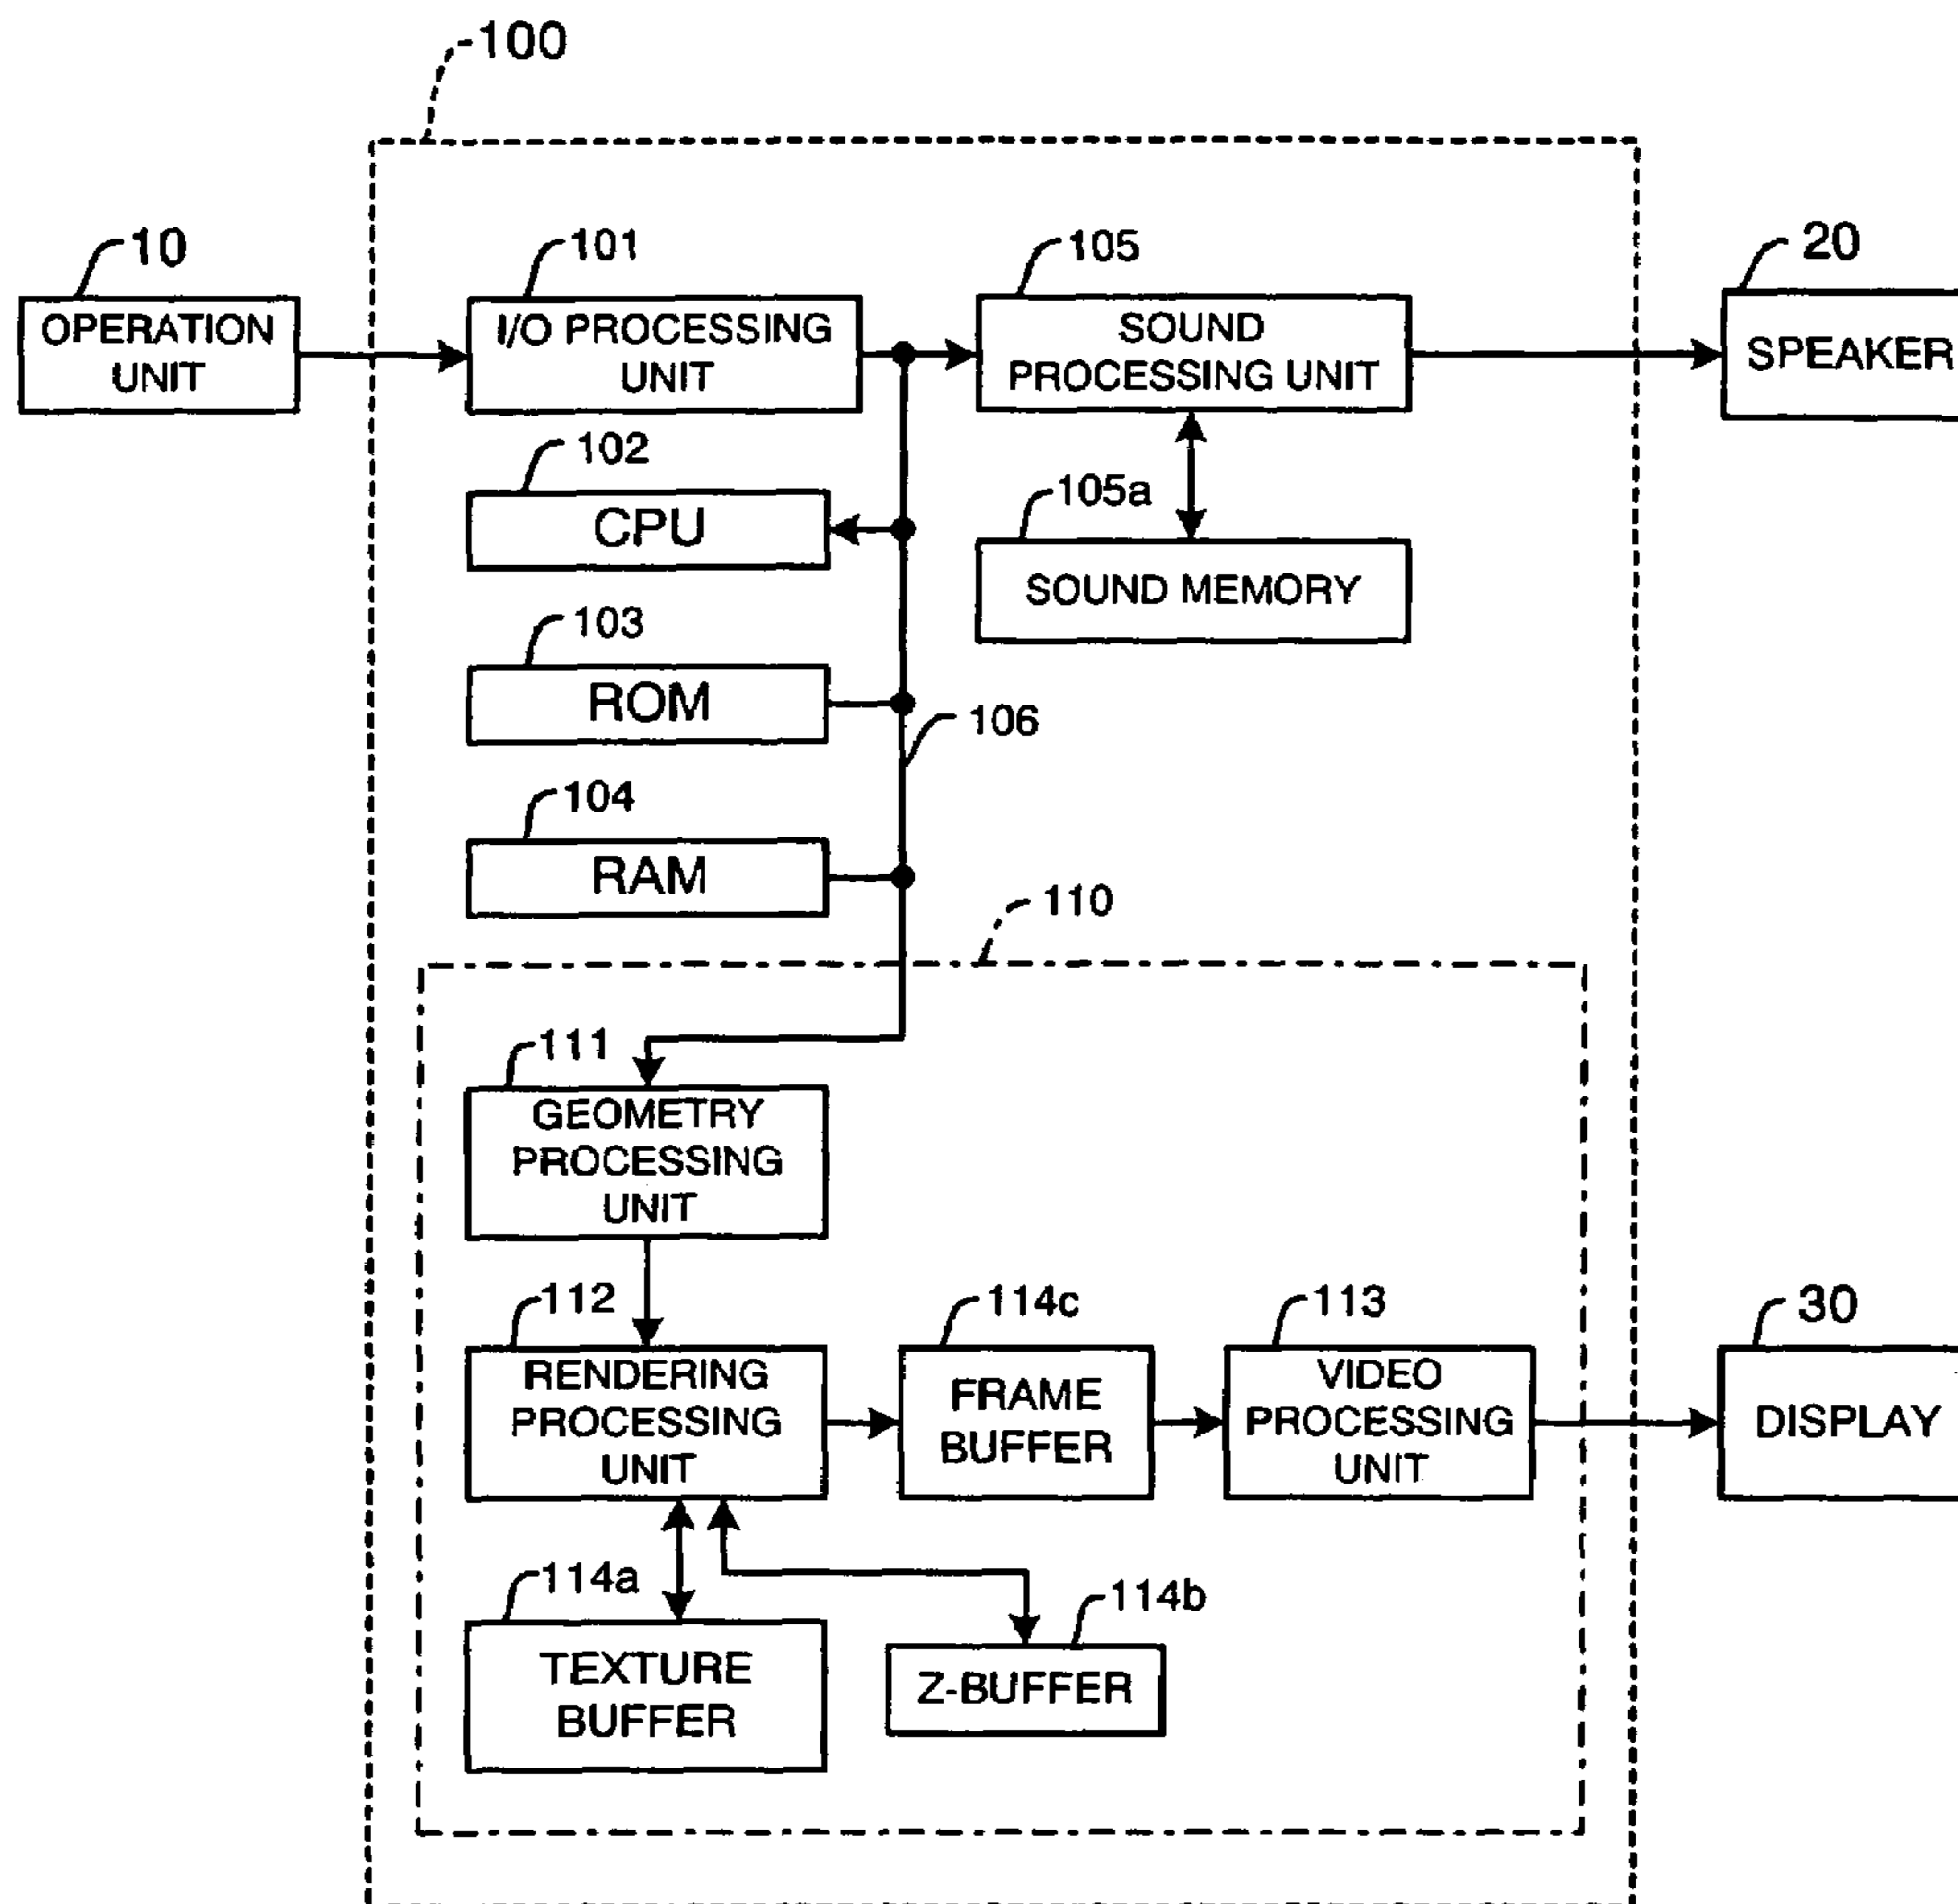 100
10
101
105
20
OPERATION
UNIT
I/O PROCESSING
UNIT
SOUND
PROCESSING UNIT
SPEAKER
102
CPU
105a
SOUND MEMORY
103
ROM
106
104
RAM
110
111
GEOMETRY
PROCESSING
UNIT
112
114c
113
30
RENDERING
PROCESSING
UNIT
FRAME
BUFFER
VIDEO
PROCESSING
UNIT
DISPLAY
114a
114b
TEXTURE
BUFFER
Z-BUFFER